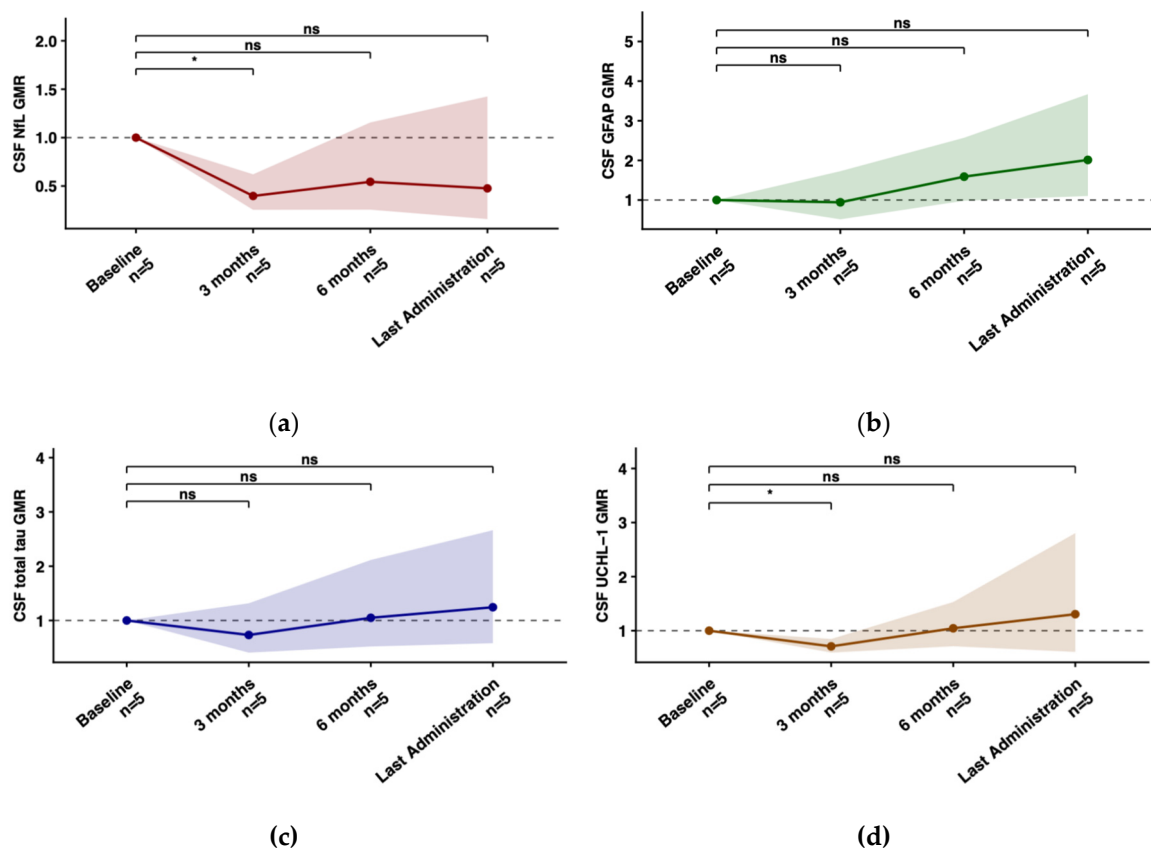 CSF NfL GMR
2.0
1.5
1.0
0.5
ns
ns
*
Baseline
n=5
3 months
n=5
6 months
n=5
Last Administration
n=5
(a)
CSF GFAP GMR
5
4
3
2
1
ns
ns
ns
Baseline
n=5
3 months
n=5
6 months
n=5
Last Administration
n=5
(b)
CSF total tau GMR
4
3
2
1
ns
ns
ns
Baseline
n=5
3 months
n=5
6 months
n=5
Last Administration
n=5
(c)
CSF UCHL-1 GMR
4
3
2
1
ns
ns
*
Baseline
n=5
3 months
n=5
6 months
n=5
Last Administration
n=5
(d)